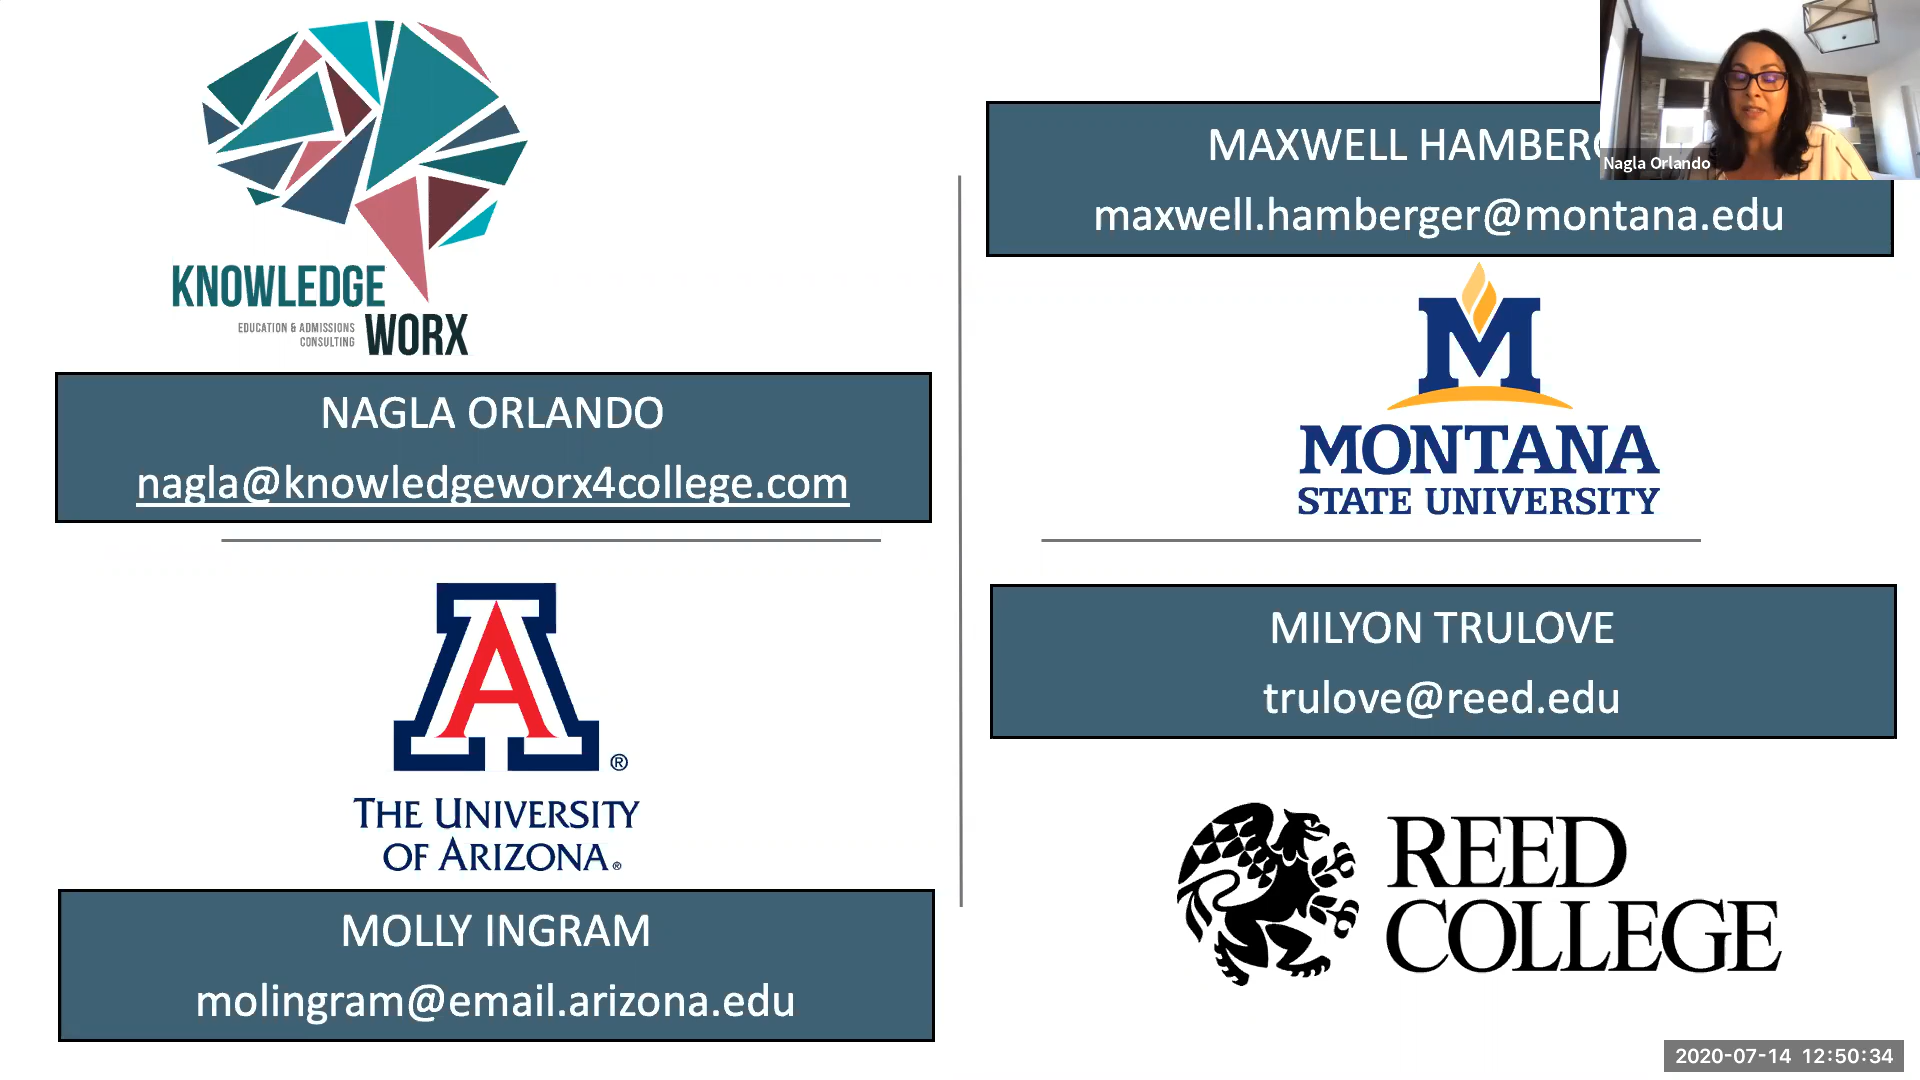 KNOWLEDGE
EDUCATION & ADMISSIONS
CONSULTING
WORX
NAGLA ORLANDO
nagla@knowledgeworx4college.com
A
®
THE UNIVERSITY
OF ARIZONA®
MOLLY INGRAM
molingram@email.arizona.edu
MAXWELL HAMBERG
maxwell.hamberger@montana.edu
M
MONTANA
STATE UNIVERSITY
MILYON TRULOVE
trulove@reed.edu
REED
COLLEGE
Nagla Orlando
2020-07-14 12:50:34